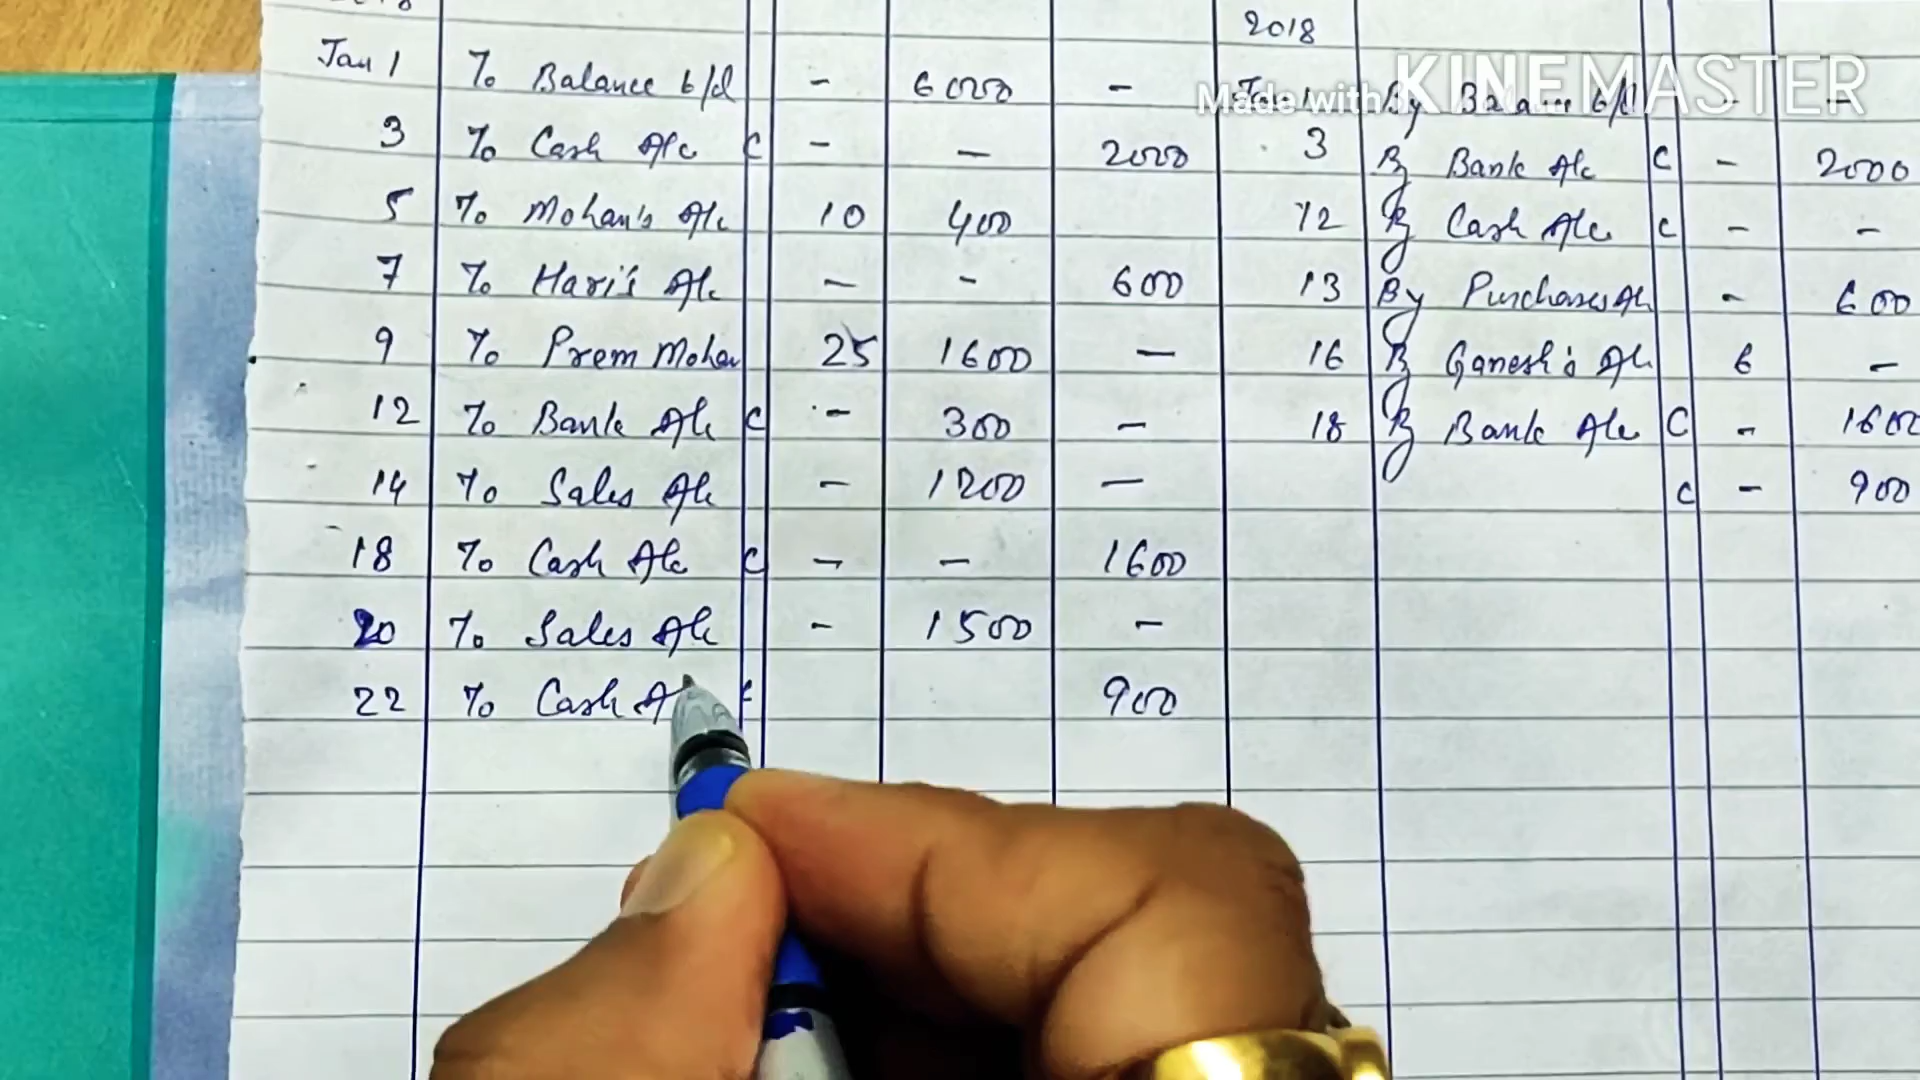 2018
Jan 1 To Balance b/d - 6000 - By Balance b/d - -
3 To Cash A/c C - - 2000 3 By Bank A/c C - 2000
5 To Mohan's A/c 10 400 12 By Cash A/c C - -
7 To Hari's A/c - - 600 13 By Purchases A/c - 600
9 To Prem Mohan 25 1600 - 16 By Ganesh's A/c 6 -
12 To Bank A/c C - 300 - 18 By Bank A/c C - 1600
14 To Sales A/c - 1200 - C - 900
18 To Cash A/c C - - 1600
20 To Sales A/c - 1500 -
22 To Cash A 900
Made with KINEMASTER